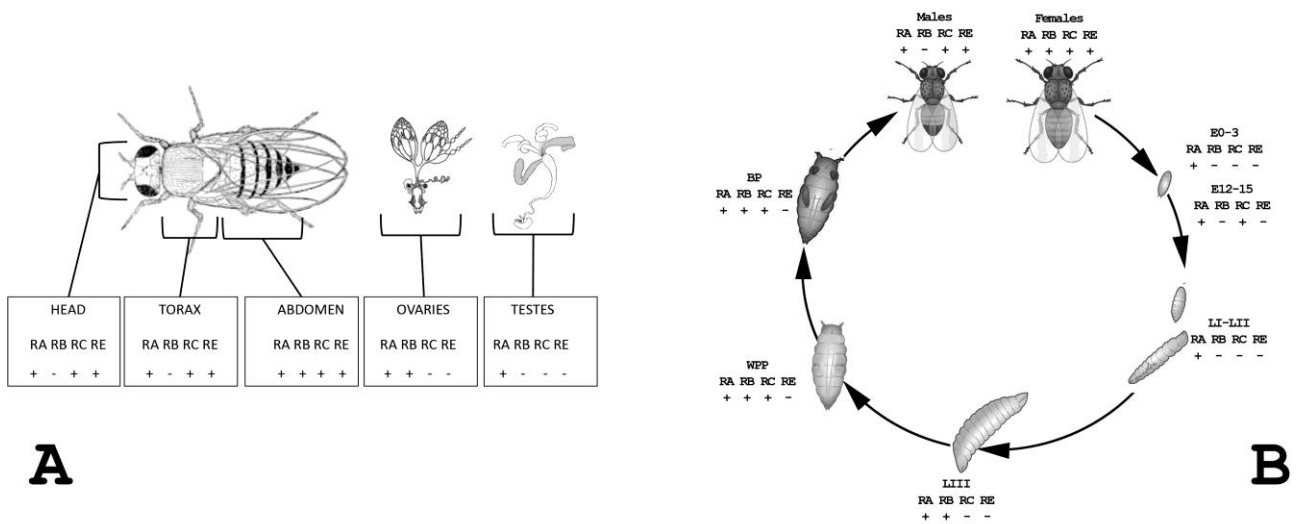 HEAD
RA RB RC RE
+ - + +
TORAX
RA RB RC RE
+ - + +
ABDOMEN
RA RB RC RE
+ + + +
OVARIES
RA RB RC RE
+ + - -
TESTES
RA RB RC RE
+ - - -
A
Males
RA RB RC RE
+ - + +
Females
RA RB RC RE
+ + + +
E0-3
RA RB RC RE
+ - - -
E12-15
RA RB RC RE
+ - + -
LI-LII
RA RB RC RE
+ - - -
LIII
RA RB RC RE
+ + - -
WPP
RA RB RC RE
+ + + -
BP
RA RB RC RE
+ + + -
B